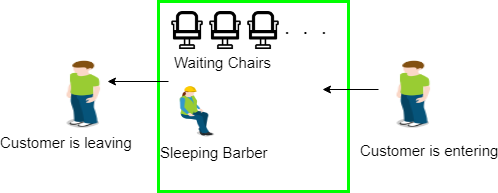 . . .
Waiting Chairs
Customer is leaving
Sleeping Barber
Customer is entering